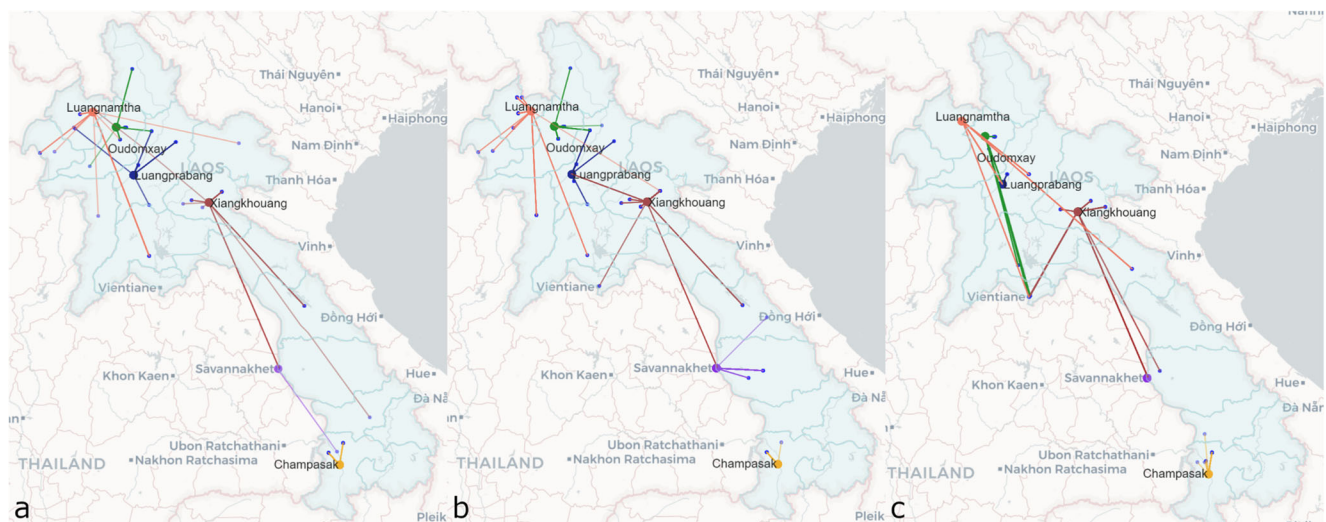 Thái Nguyên
Luangnamtha
Hanoi
Haiphong
Nam Định
Oudomxay
LAOS
Luangprabang
Thanh Hóa
Xiangkhouang
Vinh
Vientiane
Đồng Hới
Savannakhet
Khon Kaen
Hue
Đà Nẵ
Ubon Ratchathani
THAILAND
Nakhon Ratchasima
Champasak
Pleik
a
Thái Nguyên
Luangnamtha
Hanoi
Haiphong
Nam Định
Oudomxay
LAOS
Luangprabang
Thanh Hóa
Xiangkhouang
Vinh
Vientiane
Đồng Hới
Savannakhet
Khon Kaen
Hue
Đà Nẵ
Ubon Ratchathani
THAILAND
Nakhon Ratchasima
Champasak
Pleik
b
Thái Nguyên
Luangnamtha
Hanoi
Haiphong
Nam Định
Oudomxay
LAOS
Luangprabang
Thanh Hóa
Xiangkhouang
Vinh
Vientiane
Đồng Hới
Savannakhet
Khon Kaen
Hue
Đà Nẵn
Ubon Ratchathani
THAILAND
Nakhon Ratchasima
Champasak
Pleik
c